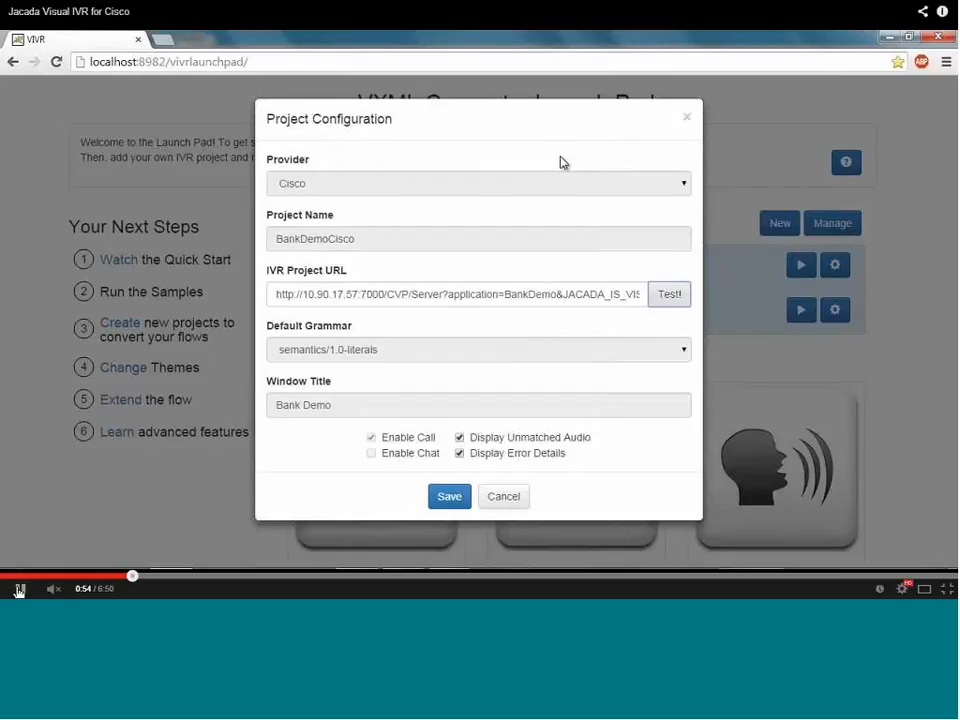 Jacada Visual IVR for Cisco
VIVR
localhost:8982/vivrlaunchpad/
ABP
Project Configuration
×
Welcome to the Launch Pad! To get s
Then, add your own IVR project and
Provider
Cisco
Project Name
BankDemoCisco
IVR Project URL
http://10.90.17.57:7000/CVP/Server?application=BankDemo&JACADA_IS_VIS
Test!
Default Grammar
semantics/1.0-literals
Window Title
Bank Demo
Enable Call
Display Unmatched Audio
Enable Chat
Display Error Details
Save
Cancel
Your Next Steps
1 Watch the Quick Start
2 Run the Samples
3 Create new projects to
convert your flows
4 Change Themes
5 Extend the flow
6 Learn advanced features
New
Manage
0:54 / 6:50
HD